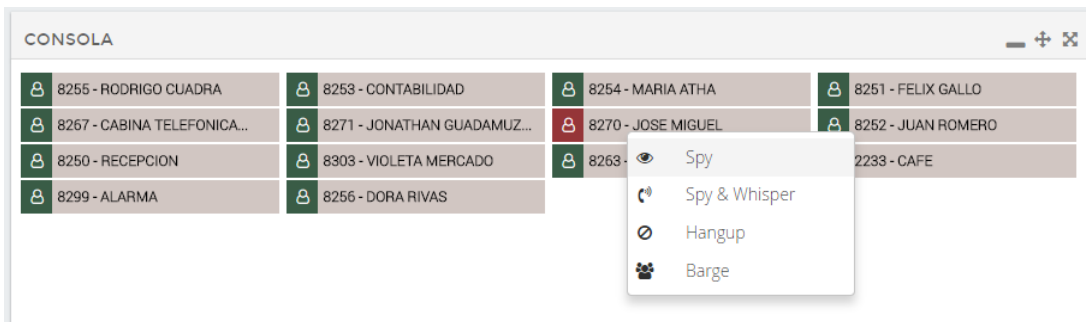 CONSOLA
8255 - RODRIGO CUADRA
8253 - CONTABILIDAD
8254 - MARIA ATHA
8251 - FELIX GALLO
8267 - CABINA TELEFONICA...
8271 - JONATHAN GUADAMUZ...
8270 - JOSE MIGUEL
8252 - JUAN ROMERO
8250 - RECEPCION
8303 - VIOLETA MERCADO
8263 -
2233 - CAFE
8299 - ALARMA
8256 - DORA RIVAS
Spy
Spy & Whisper
Hangup
Barge